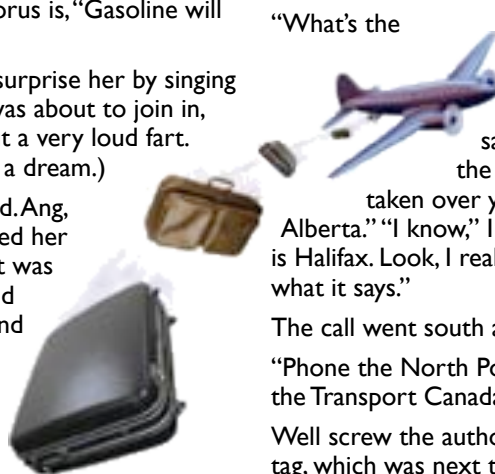 orus is, “Gasoline will
surprise her by singing
was about to join in,
t a very loud fart.
a dream.)
d. Ang,
ed her
t was
d
nd
“What’s the
sa
the
taken over y
Alberta.” “I know,” I
is Halifax. Look, I real
what it says.”
The call went south a
“Phone the North Po
the Transport Canada
Well screw the autho
tag, which was next t